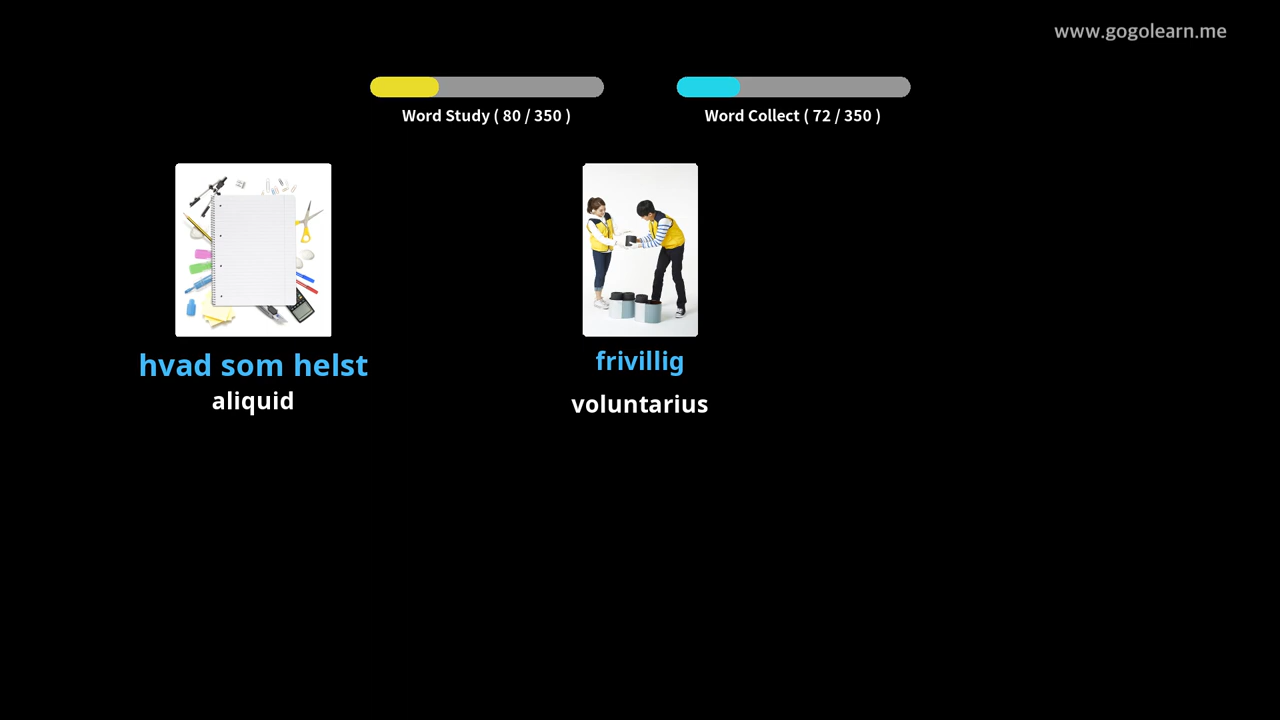 www.gogolearn.me
Word Study ( 80 / 350 )
Word Collect ( 72 / 350 )
hvad som helst
aliquid
frivillig
voluntarius